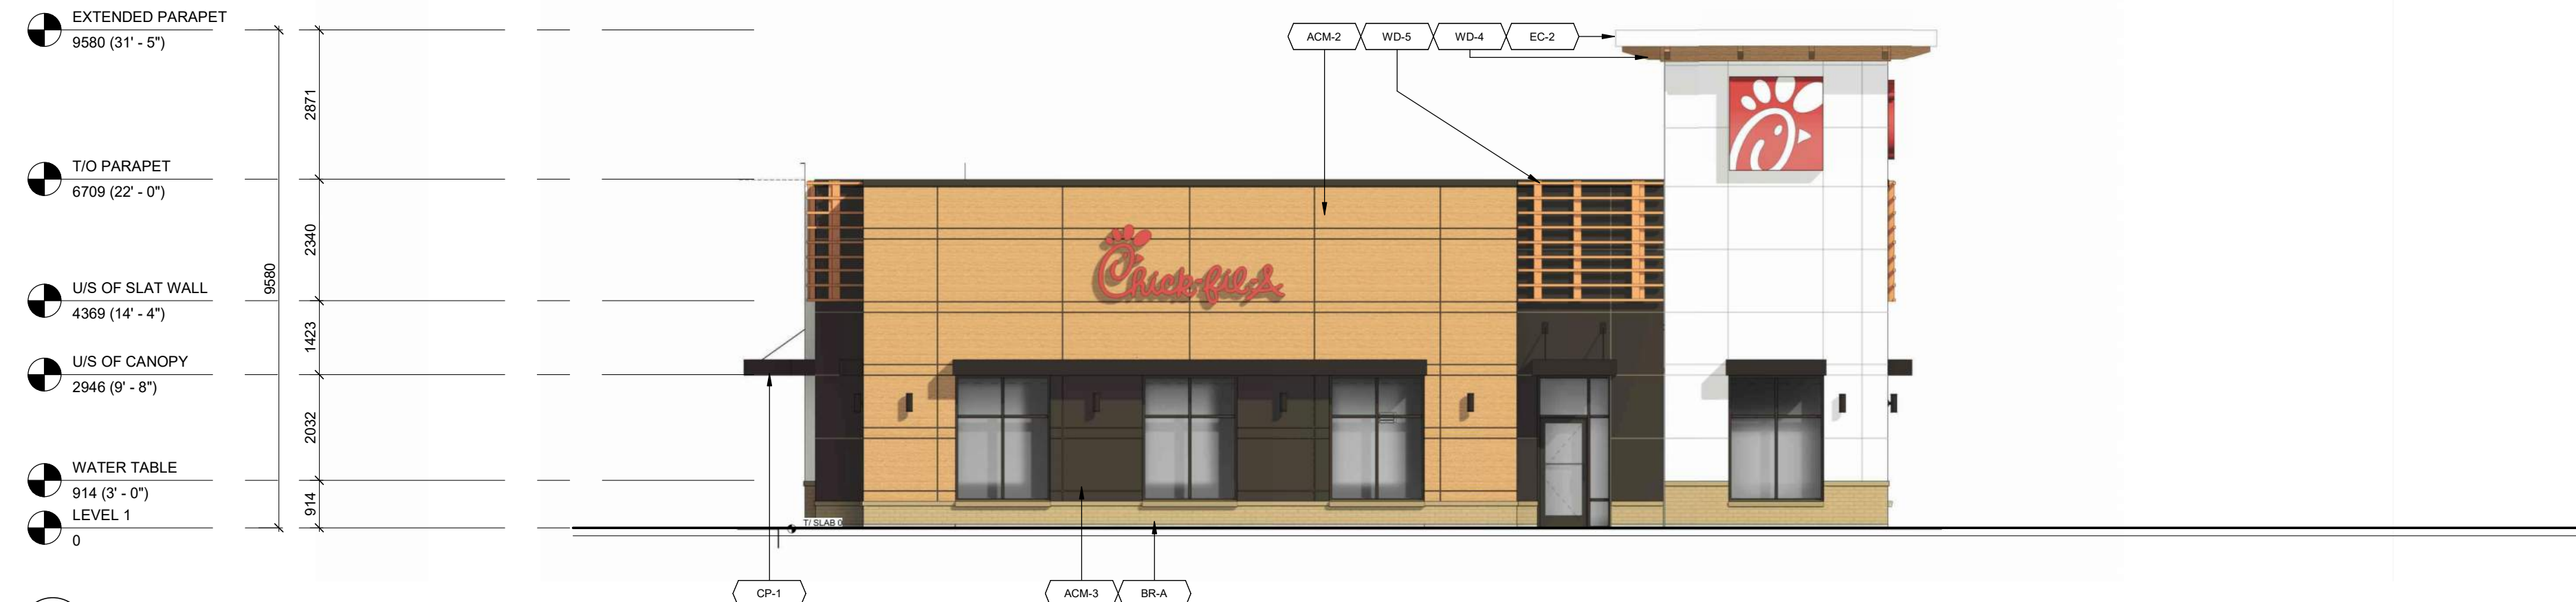 EXTENDED PARAPET
9580 (31' - 5")
ACM-2
WD-5
WD-4
EC-2
2871
T/O PARAPET
6709 (22' - 0")
2340
9580
Chick-fil-A
U/S OF SLAT WALL
4369 (14' - 4")
1423
U/S OF CANOPY
2946 (9' - 8")
2032
WATER TABLE
914 (3' - 0")
914
LEVEL 1
0
T/ SLAB 0
CP-1
ACM-3
BR-A